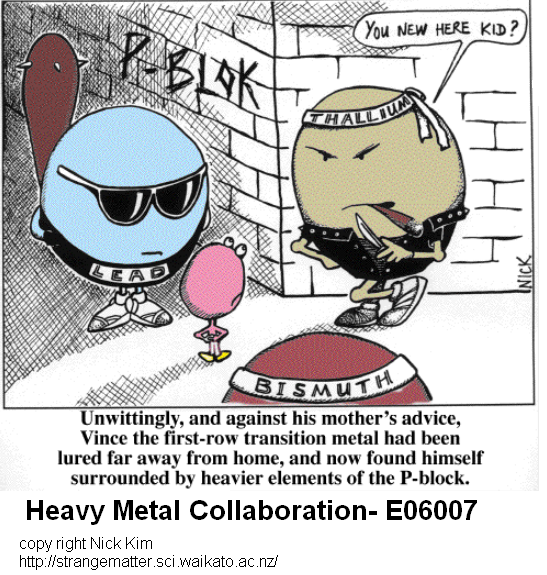 P-BLOK
YOU NEW HERE KID?
THALLIUM
LEAD
BISMUTH
NICK
Unwittingly, and against his mother's advice,
Vince the first-row transition metal had been
lured far away from home, and now found himself
surrounded by heavier elements of the P-block.
Heavy Metal Collaboration- E06007
copy right Nick Kim
http://strangematter.sci.waikato.ac.nz/